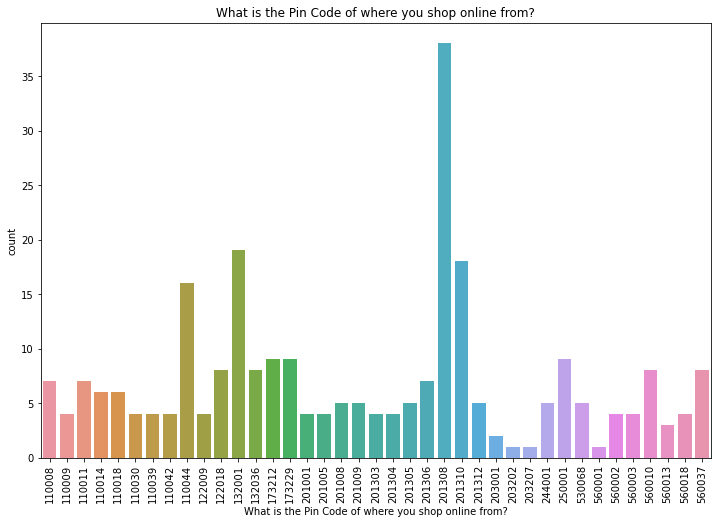 What is the Pin Code of where you shop online from?
35
30
25
20
15
10
5
0
count
110008 110009 110011 110014 110018 110030 110039 110042 110044 122009 122018 132001 132036 173212 173229 201001 201005 201008 201009 201303 201304 201305 201306 201308 201310 201312 203001 203202 203207 244001 250001 530068 560001 560002 560003 560010 560013 560018 560037
What is the Pin Code of where you shop online from?